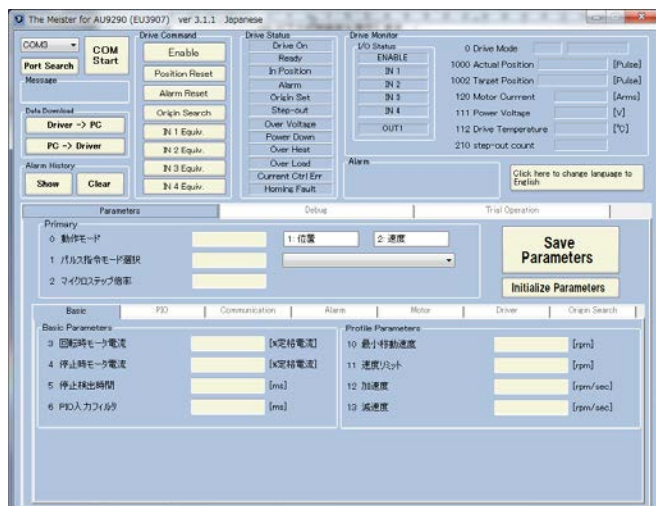 The Meister for AU9290 (EU3907) ver 3.1.1 Japanese
COM3
COM Start
Port Search
Message
Data Download
Driver -> PC
PC -> Driver
Alarm History
Show
Clear
Drive Command
Enable
Position Reset
Alarm Reset
Origin Search
IN 1 Equiv.
IN 2 Equiv.
IN 3 Equiv.
IN 4 Equiv.
Drive Status
Drive On
Ready
In Position
Alarm
Origin Set
Step-out
Over Voltage
Power Down
Over Heat
Over Load
Current Ctrl Err
Homing Fault
Drive Monitor
I/O Status
ENABLE
IN 1
IN 2
IN 3
IN 4
OUT1
0 Drive Mode
1000 Actual Position [Pulse]
1002 Target Position [Pulse]
120 Motor Current [Arms]
111 Power Voltage [V]
112 Drive Temperature [℃]
210 step-out count
Alarm
Click here to change language to English
Parameters
Debug
Trial Operation
Primary
0 動作モード
1: 位置
2: 速度
1 パルス指令モード選択
2 マイクロステップ倍率
Save Parameters
Initialize Parameters
Basic
PIO
Communication
Alarm
Motor
Driver
Origin Search
Basic Parameters
3 回転時モータ電流 [%定格電流]
4 停止時モータ電流 [%定格電流]
5 停止検出時間 [ms]
6 PIO入力フィルタ [ms]
Profile Parameters
10 最小移動速度 [rpm]
11 速度リミット [rpm]
12 加速度 [rpm/sec]
13 減速度 [rpm/sec]